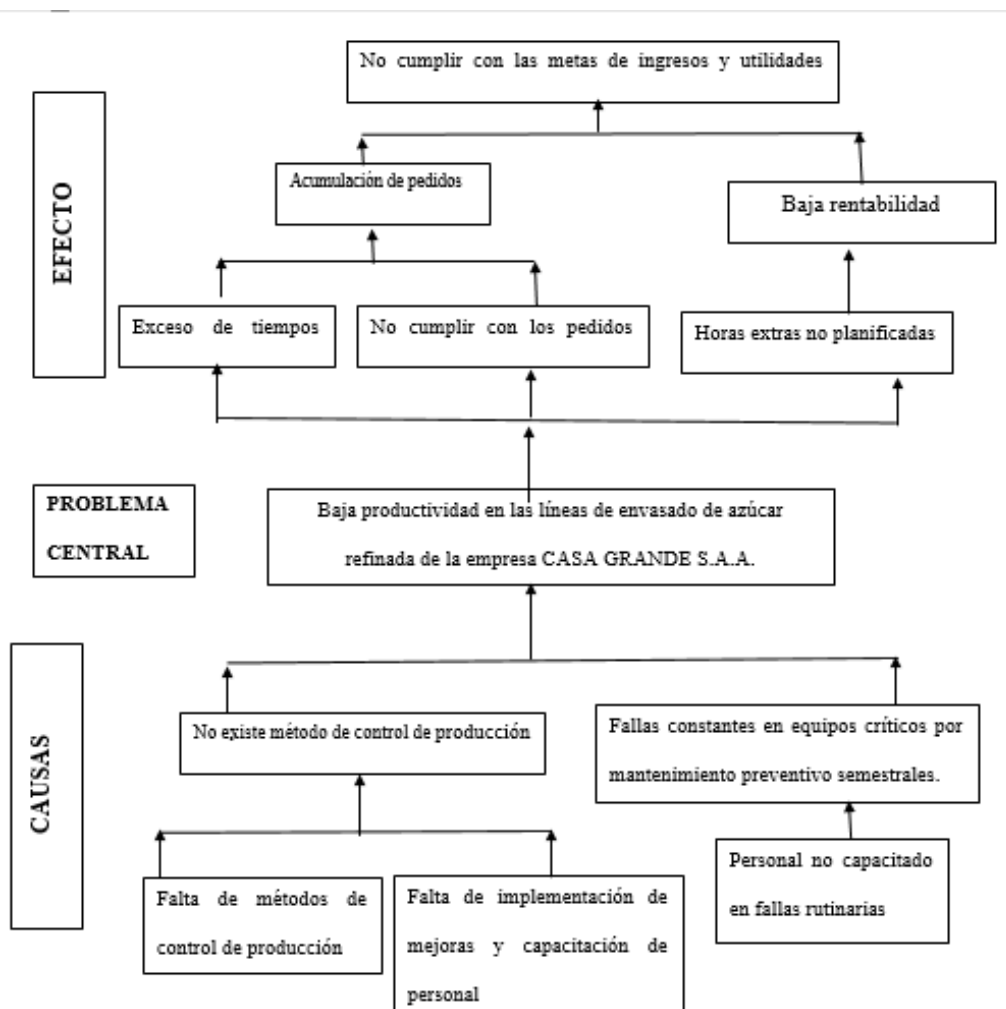 No cumplir con las metas de ingresos y utilidades
EFECTO
Acumulación de pedidos
Baja rentabilidad
Exceso de tiempos
No cumplir con los pedidos
Horas extras no planificadas
PROBLEMA
CENTRAL
Baja productividad en las líneas de envasado de azúcar
refinada de la empresa CASA GRANDE S.A.A.
CAUSAS
No existe método de control de producción
Fallas constantes en equipos críticos por
mantenimiento preventivo semestrales.
Falta de métodos de
control de producción
Falta de implementación de
mejoras y capacitación de
personal
Personal no capacitado
en fallas rutinarias